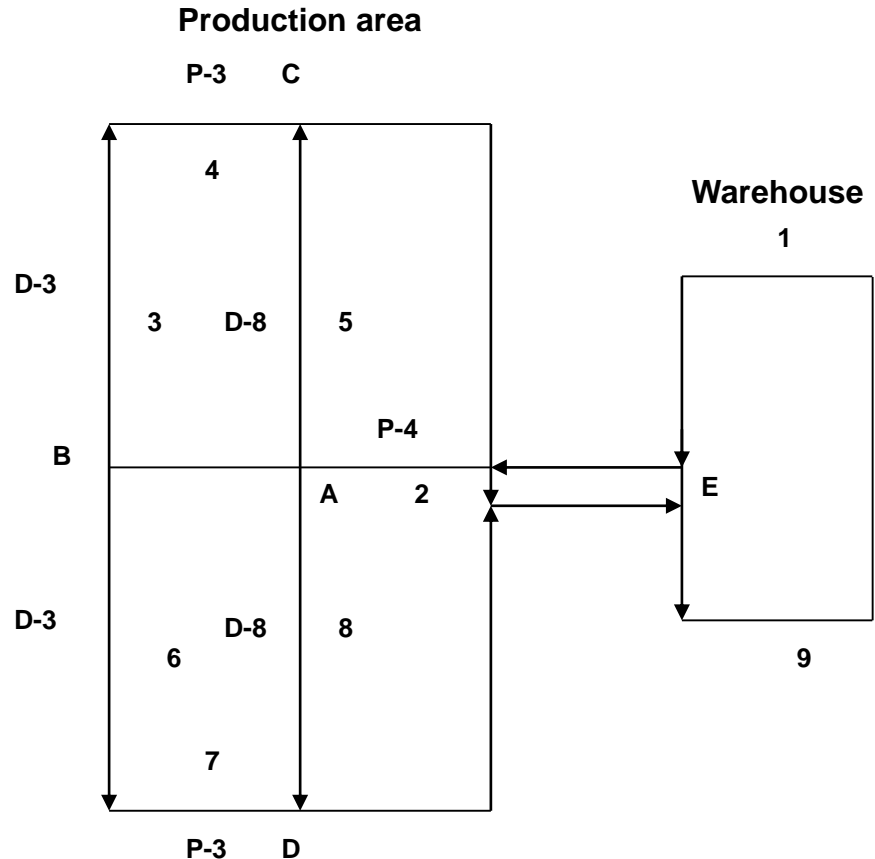 Production area
P-3 C
4
Warehouse
1
D-3
3 D-8 5
P-4
B
A 2 E
D-3 D-8 8
6 9
7
P-3 D